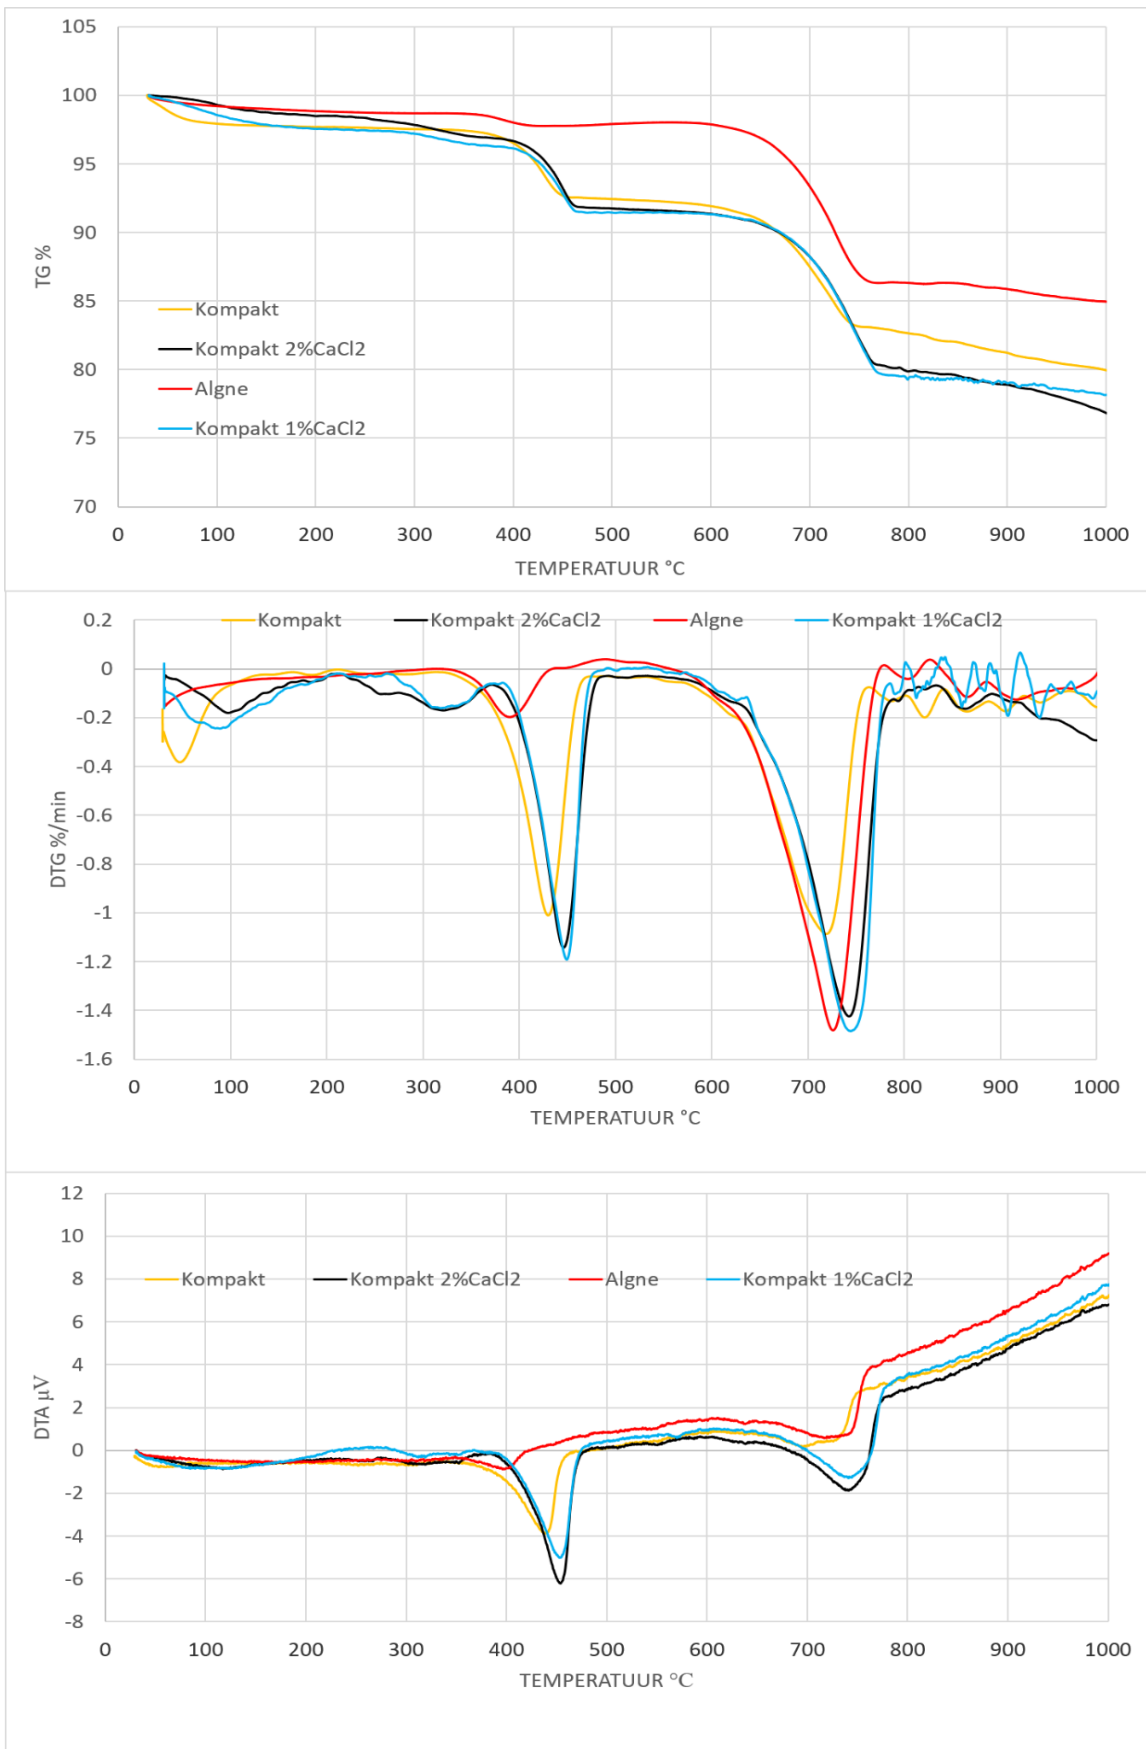 105
100
95
90
85
80
75
70
TG %
Kompakt
Kompakt 2%CaCl2
Algne
Kompakt 1%CaCl2
0 100 200 300 400 500 600 700 800 900 1000
TEMPERATUUR °C
Kompakt Kompakt 2%CaCl2 Algne Kompakt 1%CaCl2
0.2
0
-0.2
-0.4
-0.6
-0.8
-1
-1.2
-1.4
-1.6
DTG %/min
0 100 200 300 400 500 600 700 800 900 1000
TEMPERATUUR °C
12
10
8
6
4
2
0
-2
-4
-6
-8
DTA µV
Kompakt Kompakt 2%CaCl2 Algne Kompakt 1%CaCl2
0 100 200 300 400 500 600 700 800 900 1000
TEMPERATUUR °C